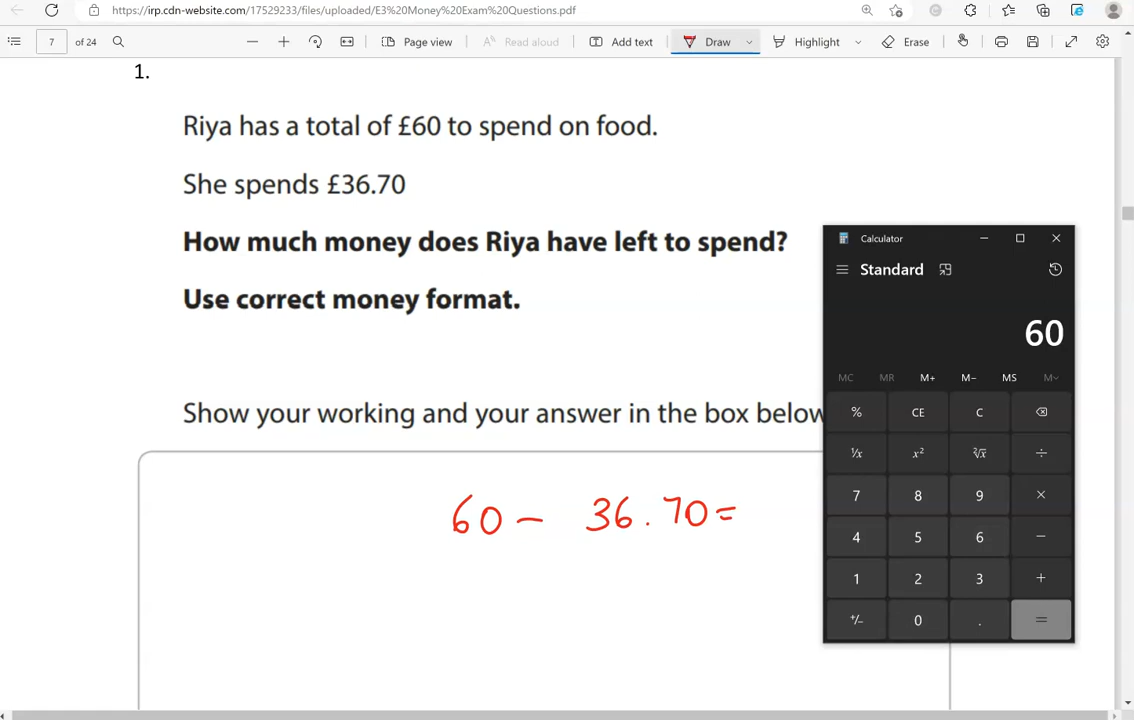 https://irp.cdn-website.com/17529233/files/uploaded/E3%20Money%20Exam%20Questions.pdf
7 of 24
Page view
Read aloud
Add text
Draw
Highlight
Erase
1.
Riya has a total of £60 to spend on food.
She spends £36.70
How much money does Riya have left to spend?
Use correct money format.
Show your working and your answer in the box below
60 - 36.70=
Calculator
Standard
60
MC MR M+ M− MS M
% CE C
1/x x² ²√x ÷
7 8 9 ×
4 5 6 −
1 2 3 +
+/− 0 . =